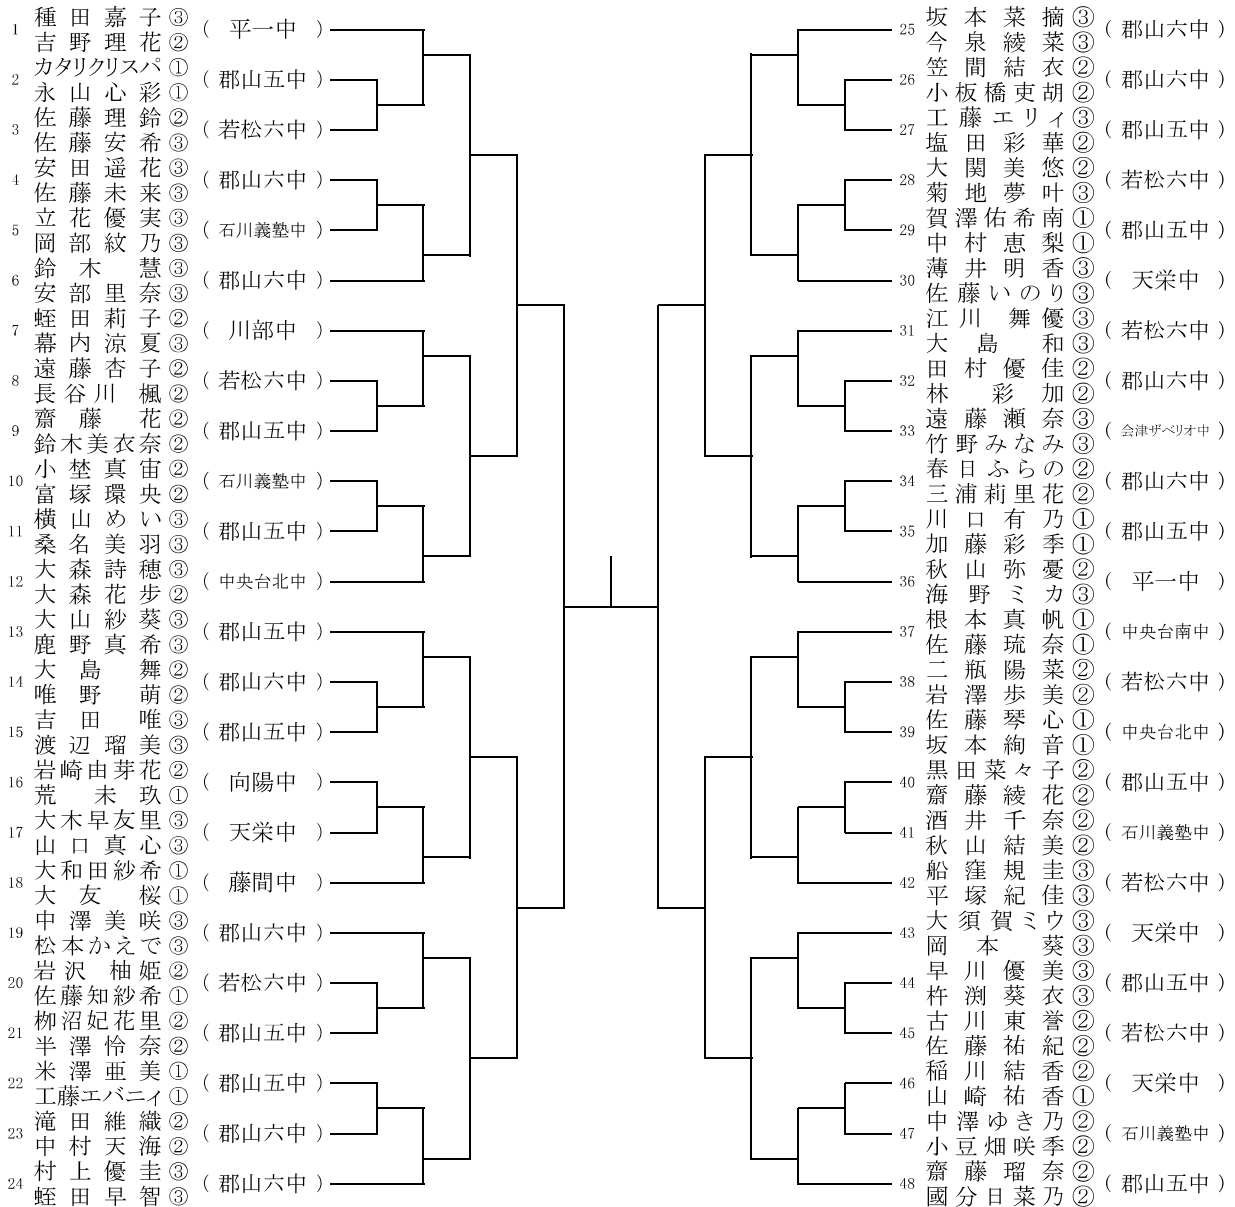 1 種田嘉子③ (平一中)
吉野理花②
2 カタリクリスパ① (郡山五中)
永山心彩①
3 佐藤理鈴② (若松六中)
佐藤安希③
4 安田遥花③ (郡山六中)
佐藤未来③
5 立花優実③ (石川義塾中)
岡部紋乃③
6 鈴木慧③ (郡山六中)
安部里奈③
7 蛭田莉子② (川部中)
幕内涼夏③
8 遠藤杏子② (若松六中)
長谷川楓②
9 齋藤花② (郡山五中)
鈴木美衣奈②
10 小埜真宙② (石川義塾中)
富塚環央②
11 横山めい③ (郡山五中)
桑名美羽③
12 大森詩穂③ (中央台北中)
大森花歩②
13 大山紗葵③ (郡山五中)
鹿野真希③
14 大島舞② (郡山六中)
唯野萌②
15 吉田唯③ (郡山五中)
渡辺瑠美③
16 岩崎由芽花② (向陽中)
荒未玖①
17 大木早友里③ (天栄中)
山口真心③
18 大和田紗希① (藤間中)
大友桜①
19 中澤美咲③ (郡山六中)
松本かえで③
20 岩沢柚姫② (若松六中)
佐藤知紗希①
21 栁沼妃花里② (郡山五中)
半澤怜奈②
22 米澤亜美① (郡山五中)
工藤エバニィ①
23 滝田維織② (郡山六中)
中村天海②
24 村上優圭③ (郡山六中)
蛭田早智③
25 坂本菜摘③ (郡山六中)
今泉綾菜③
26 笠間結衣② (郡山六中)
小板橋吏胡②
27 工藤エリィ③ (郡山五中)
塩田彩華②
28 大関美悠② (若松六中)
菊地夢叶③
29 賀澤佑希南① (郡山五中)
中村恵梨①
30 薄井明香③ (天栄中)
佐藤いのり③
31 江川舞優③ (若松六中)
大島和③
32 田村優佳② (郡山六中)
林彩加②
33 遠藤瀬奈③ (会津ザベリオ中)
竹野みなみ③
34 春日ふらの② (郡山六中)
三浦莉里花②
35 川口有乃① (郡山五中)
加藤彩季①
36 秋山弥憂② (平一中)
海野ミカ③
37 根本真帆① (中央台南中)
佐藤琉奈①
38 二瓶陽菜② (若松六中)
岩澤歩美②
39 佐藤琴心① (中央台北中)
坂本絢音①
40 黒田菜々子② (郡山五中)
齋藤綾花②
41 酒井千奈② (石川義塾中)
秋山結美②
42 船窪規圭③ (若松六中)
平塚紀佳③
43 大須賀ミウ③ (天栄中)
岡本葵③
44 早川優美③ (郡山五中)
杵渕葵衣③
45 古川東誉② (若松六中)
佐藤祐紀②
46 稲川結香② (天栄中)
山崎祐香①
47 中澤ゆき乃② (石川義塾中)
小豆畑咲季②
48 齋藤瑠奈② (郡山五中)
國分日菜乃②